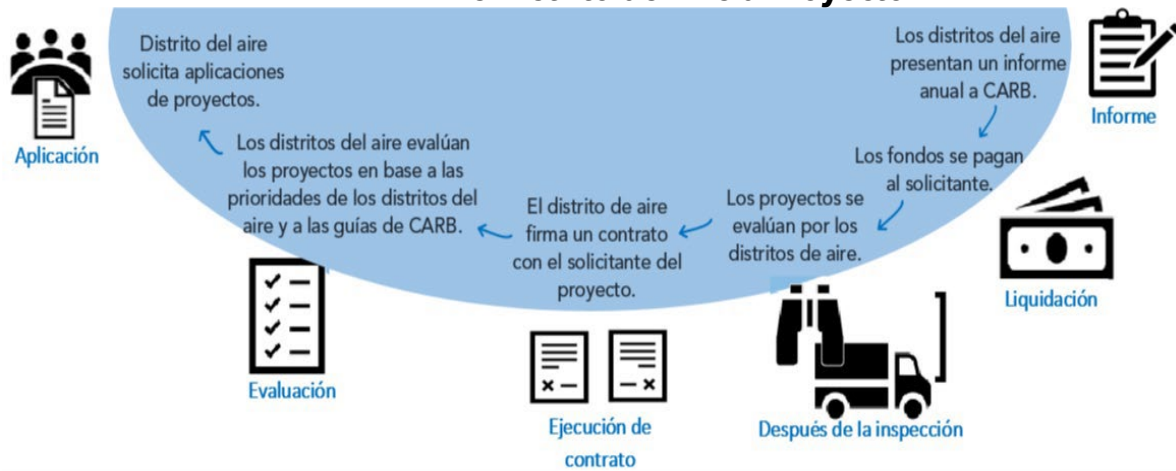 Distrito del aire
solicita aplicaciones
de proyectos.
Aplicación
Los distritos del aire evalúan
los proyectos en base a las
prioridades de los distritos del
aire y a las guías de CARB.
Evaluación
El distrito de aire
firma un contrato
con el solicitante del
proyecto.
Ejecución de
contrato
Los proyectos se
evalúan por los
distritos de aire.
Después de la inspección
Los fondos se pagan
al solicitante.
Liquidación
Los distritos del aire
presentan un informe
anual a CARB.
Informe